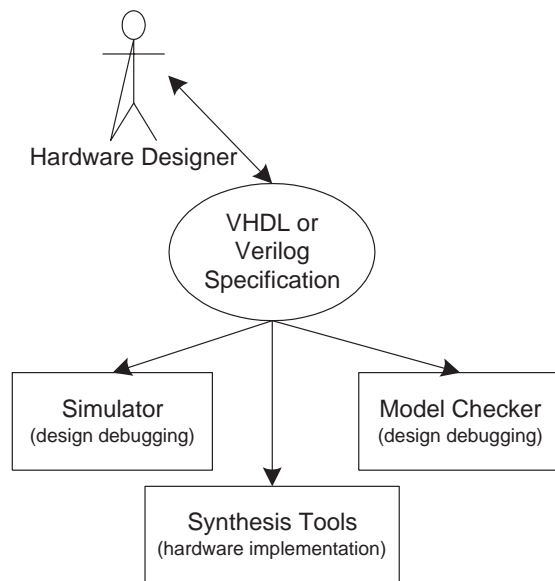 Hardware Designer
VHDL or
Verilog
Specification
Simulator
(design debugging)
Model Checker
(design debugging)
Synthesis Tools
(hardware implementation)